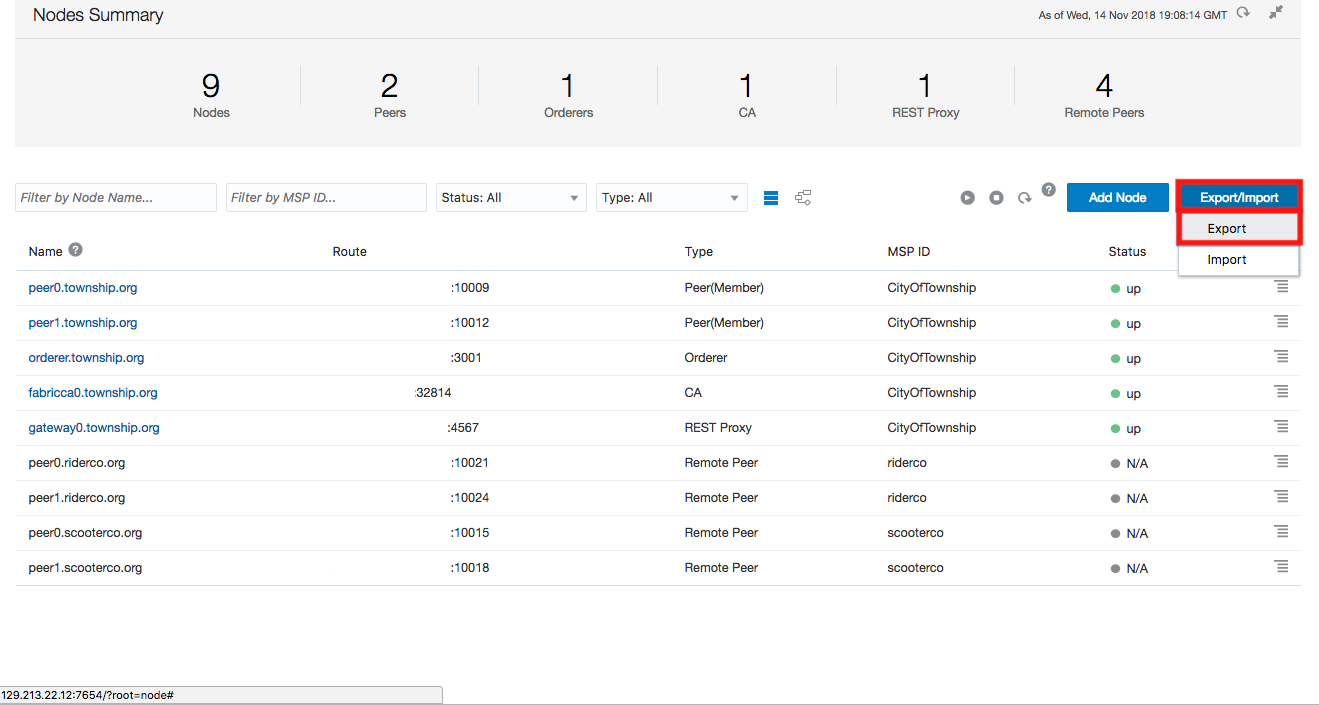 Nodes Summary
As of Wed, 14 Nov 2018 19:08:14 GMT
9 2 1 1 1 4
Nodes Peers Orderers CA REST Proxy Remote Peers
Filter by Node Name... Filter by MSP ID... Status: All Type: All ? Add Node Export/Import
Export
Import
Name ? Route Type MSP ID Status
peer0.township.org :10009 Peer(Member) CityOfTownship up
peer1.township.org :10012 Peer(Member) CityOfTownship up
orderer.township.org :3001 Orderer CityOfTownship up
fabricca0.township.org :32814 CA CityOfTownship up
gateway0.township.org :4567 REST Proxy CityOfTownship up
peer0.riderco.org :10021 Remote Peer riderco N/A
peer1.riderco.org :10024 Remote Peer riderco N/A
peer0.scooterco.org :10015 Remote Peer scooterco N/A
peer1.scooterco.org :10018 Remote Peer scooterco N/A
129.213.22.12:7654/?root=node#